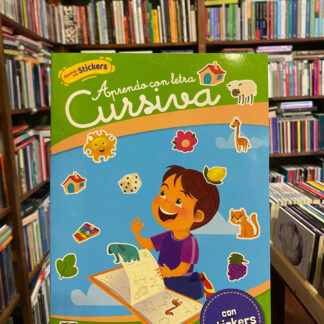 Stickers
Aprendo con letra
Cursiva
con
stickers